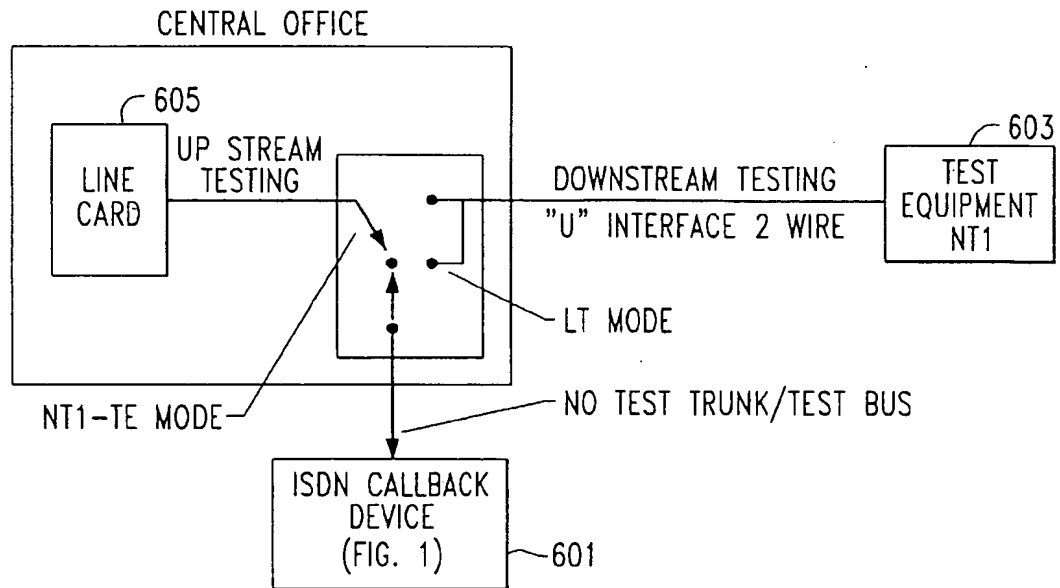 CENTRAL OFFICE
605
LINE
CARD
UP STREAM
TESTING
603
DOWNSTREAM TESTING
"U" INTERFACE 2 WIRE
TEST
EQUIPMENT
NT1
LT MODE
NT1-TE MODE
NO TEST TRUNK/TEST BUS
ISDN CALLBACK
DEVICE
(FIG. 1)
601